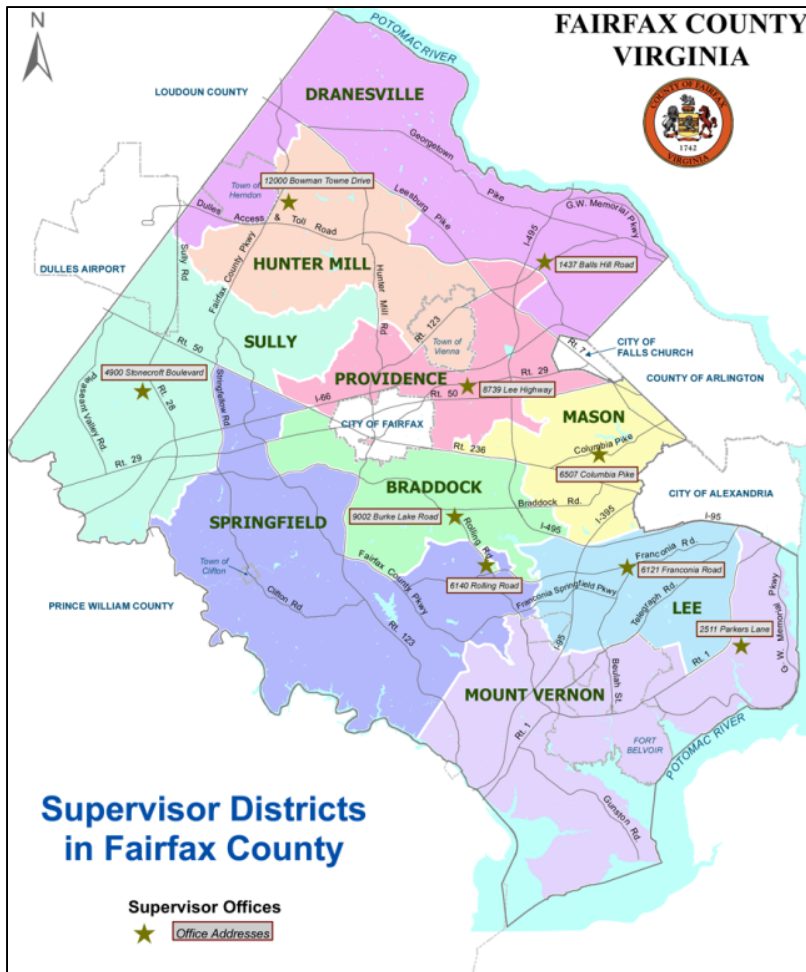 N
POTOMAC RIVER
FAIRFAX COUNTY
VIRGINIA
COUNTY OF FAIRFAX
1742
VIRGINIA
LOUDOUN COUNTY
DRANESVILLE
Georgetown
Pike
Town of
Herndon
12000 Bowman Towne Drive
Leesburg
Pike
G.W. Memorial Pkwy
I-495
Dulles
Access & Toll Road
1437 Balls Hill Road
DULLES AIRPORT
Sully Rd
Fairfax County Pkwy
HUNTER MILL
Hunter Mill Rd
Rt. 123
Town of
Vienna
SULLY
Rt. 50
Rt. 7
CITY OF
FALLS CHURCH
COUNTY OF ARLINGTON
4900 Stonecroft Boulevard
Pleasant Valley Rd.
Rt. 28
Stringfellow Rd.
PROVIDENCE
Rt. 29
I-66
Rt. 50
8739 Lee Highway
CITY OF FAIRFAX
MASON
Rt. 29
Rt. 236
Columbia Pike
6507 Columbia Pike
BRADDOCK
Braddock Rd.
CITY OF ALEXANDRIA
SPRINGFIELD
9002 Burke Lake Road
I-495
I-395
I-95
Rolling Rd.
Franconia Rd.
Town of
Clifton
Fairfax County Pkwy
6140 Rolling Road
6121 Franconia Road
Franconia Springfield Pkwy
Telegraph Rd.
PRINCE WILLIAM COUNTY
Clifton Rd.
LEE
G. W. Memorial Pkwy
2511 Parkers Lane
Rt. 123
I-95
Rt. 1
MOUNT VERNON
Beulah St.
Rt. 1
FORT
BELVOIR
POTOMAC RIVER
Gunston Rd.
Supervisor Districts
in Fairfax County
Supervisor Offices
Office Addresses